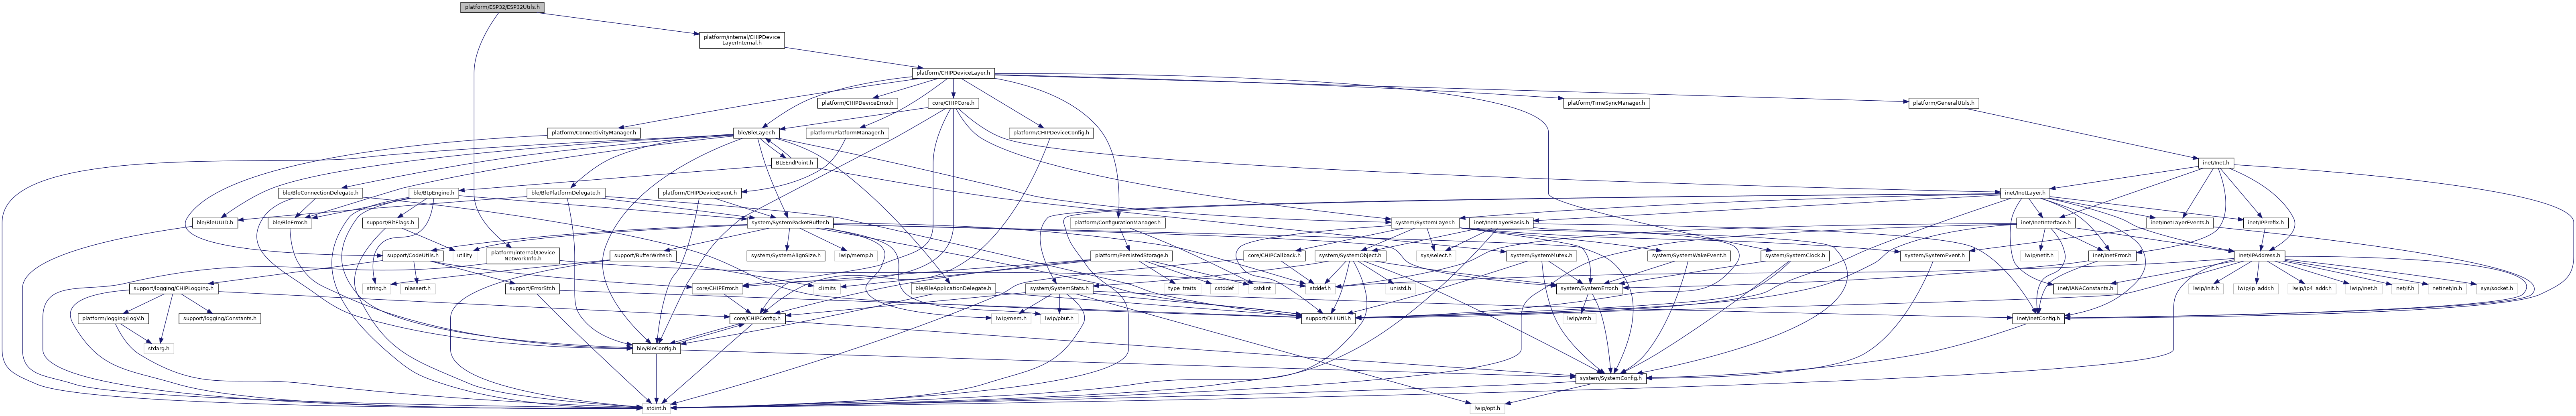 platform/ESP32/ESP32Utils.h
platform/internal/CHIPDevice
LayerInternal.h
platform/CHIPDeviceLayer.h
platform/CHIPDeviceError.h
core/CHIPCore.h
platform/TimeSyncManager.h
platform/GeneralUtils.h
platform/ConnectivityManager.h
ble/BleLayer.h
platform/PlatformManager.h
platform/CHIPDeviceConfig.h
BLEEndPoint.h
inet/Inet.h
ble/BleConnectionDelegate.h
ble/BtpEngine.h
ble/BlePlatformDelegate.h
platform/CHIPDeviceEvent.h
inet/InetLayer.h
ble/BleUUID.h
ble/BleError.h
support/BitFlags.h
system/SystemPacketBuffer.h
platform/ConfigurationManager.h
system/SystemLayer.h
inet/InetLayerBasis.h
inet/InetInterface.h
inet/InetLayerEvents.h
inet/IPPrefix.h
support/CodeUtils.h
utility
platform/internal/Device
NetworkInfo.h
support/BufferWriter.h
system/SystemAlignSize.h
lwip/memp.h
platform/PersistedStorage.h
core/CHIPCallback.h
system/SystemObject.h
sys/select.h
system/SystemMutex.h
system/SystemWakeEvent.h
system/SystemClock.h
system/SystemEvent.h
lwip/netif.h
inet/InetError.h
inet/IPAddress.h
support/logging/CHIPLogging.h
string.h
nlassert.h
support/ErrorStr.h
core/CHIPError.h
climits
ble/BleApplicationDelegate.h
system/SystemStats.h
type_traits
cstddef
cstdint
stddef.h
unistd.h
system/SystemError.h
inet/IANAConstants.h
lwip/init.h
lwip/ip_addr.h
lwip/ip4_addr.h
lwip/inet.h
net/if.h
netinet/in.h
sys/socket.h
platform/logging/LogV.h
support/logging/Constants.h
core/CHIPConfig.h
lwip/mem.h
lwip/pbuf.h
support/DLLUtil.h
lwip/err.h
inet/InetConfig.h
stdarg.h
ble/BleConfig.h
system/SystemConfig.h
stdint.h
lwip/opt.h